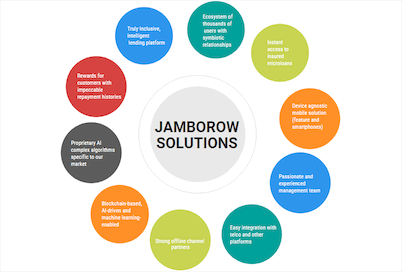 JAMBOROW
SOLUTIONS
Ecosystem of
thousands of
users with
symbiotic
relationships
Instant
access to
insured
microloans
Device agnostic
mobile solution
(feature and
smartphones)
Passionate and
experienced
management team
Easy integration with
telco and other
platforms
Strong offline channel
partners
Blockchain-based,
AI-driven and
machine learning-
enabled
Proprietary AI
complex algorithms
specific to our
market
Rewards for
customers with
impeccable
repayment histories
Truly inclusive,
intelligent
lending platform